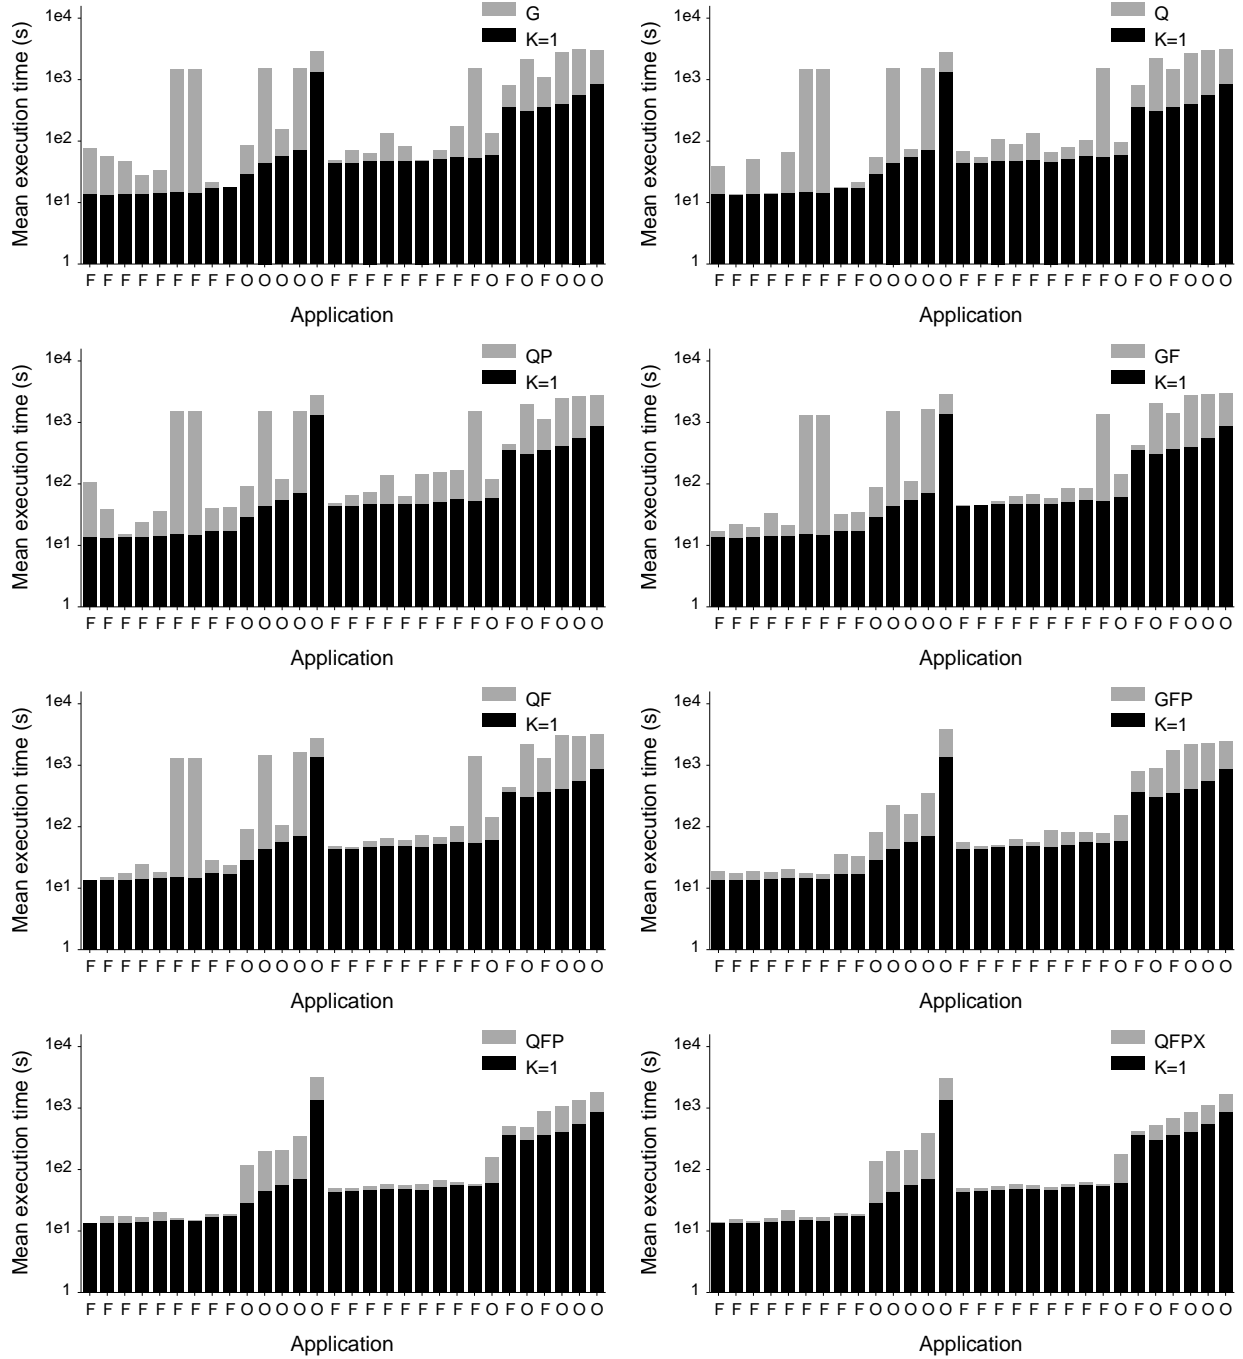 Mean execution time (s)
1e4
1e3
1e2
1e1
1
G
K=1
F F F F F F F F F O O O O O F F F F F F F F F O F O F O O O
Application
Mean execution time (s)
1e4
1e3
1e2
1e1
1
Q
K=1
F F F F F F F F F O O O O O F F F F F F F F F O F O F O O O
Application
Mean execution time (s)
1e4
1e3
1e2
1e1
1
QP
K=1
F F F F F F F F F O O O O O F F F F F F F F F O F O F O O O
Application
Mean execution time (s)
1e4
1e3
1e2
1e1
1
GF
K=1
F F F F F F F F F O O O O O F F F F F F F F F O F O F O O O
Application
Mean execution time (s)
1e4
1e3
1e2
1e1
1
QF
K=1
F F F F F F F F F O O O O O F F F F F F F F F O F O F O O O
Application
Mean execution time (s)
1e4
1e3
1e2
1e1
1
GFP
K=1
F F F F F F F F F O O O O O F F F F F F F F F O F O F O O O
Application
Mean execution time (s)
1e4
1e3
1e2
1e1
1
QFP
K=1
F F F F F F F F F O O O O O F F F F F F F F F O F O F O O O
Application
Mean execution time (s)
1e4
1e3
1e2
1e1
1
QFPX
K=1
F F F F F F F F F O O O O O F F F F F F F F F O F O F O O O
Application